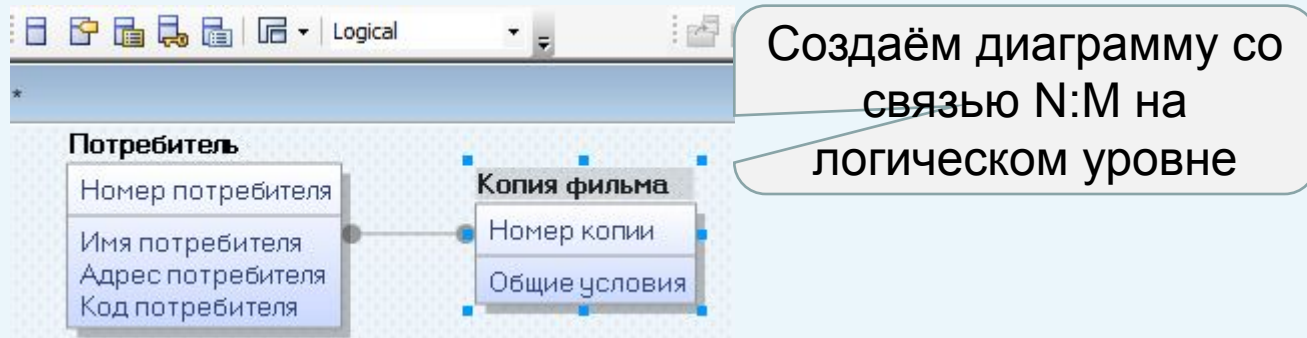 Logical
Создаём диаграмму со
связью N:M на
логическом уровне
*
Потребитель
Номер потребителя
Имя потребителя
Адрес потребителя
Код потребителя
Копия фильма
Номер копии
Общие условия